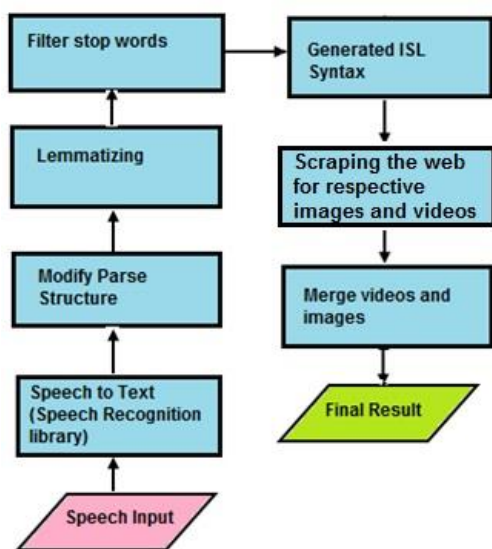 Filter stop words
Generated ISL
Syntax
Lemmatizing
Scraping the web
for respective
images and videos
Modify Parse
Structure
Merge videos and
images
Speech to Text
(Speech Recognition
library)
Final Result
Speech Input